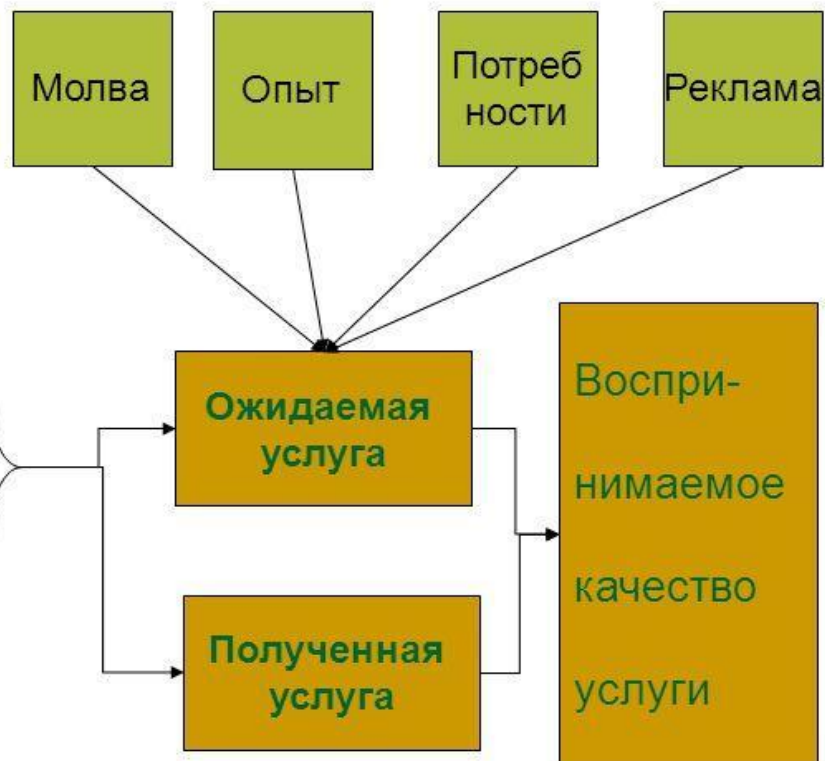 Молва
Опыт
Потреб
ности
Реклама
Ожидаемая
услуга
Полученная
услуга
Воспри-
нимаемое
качество
услуги